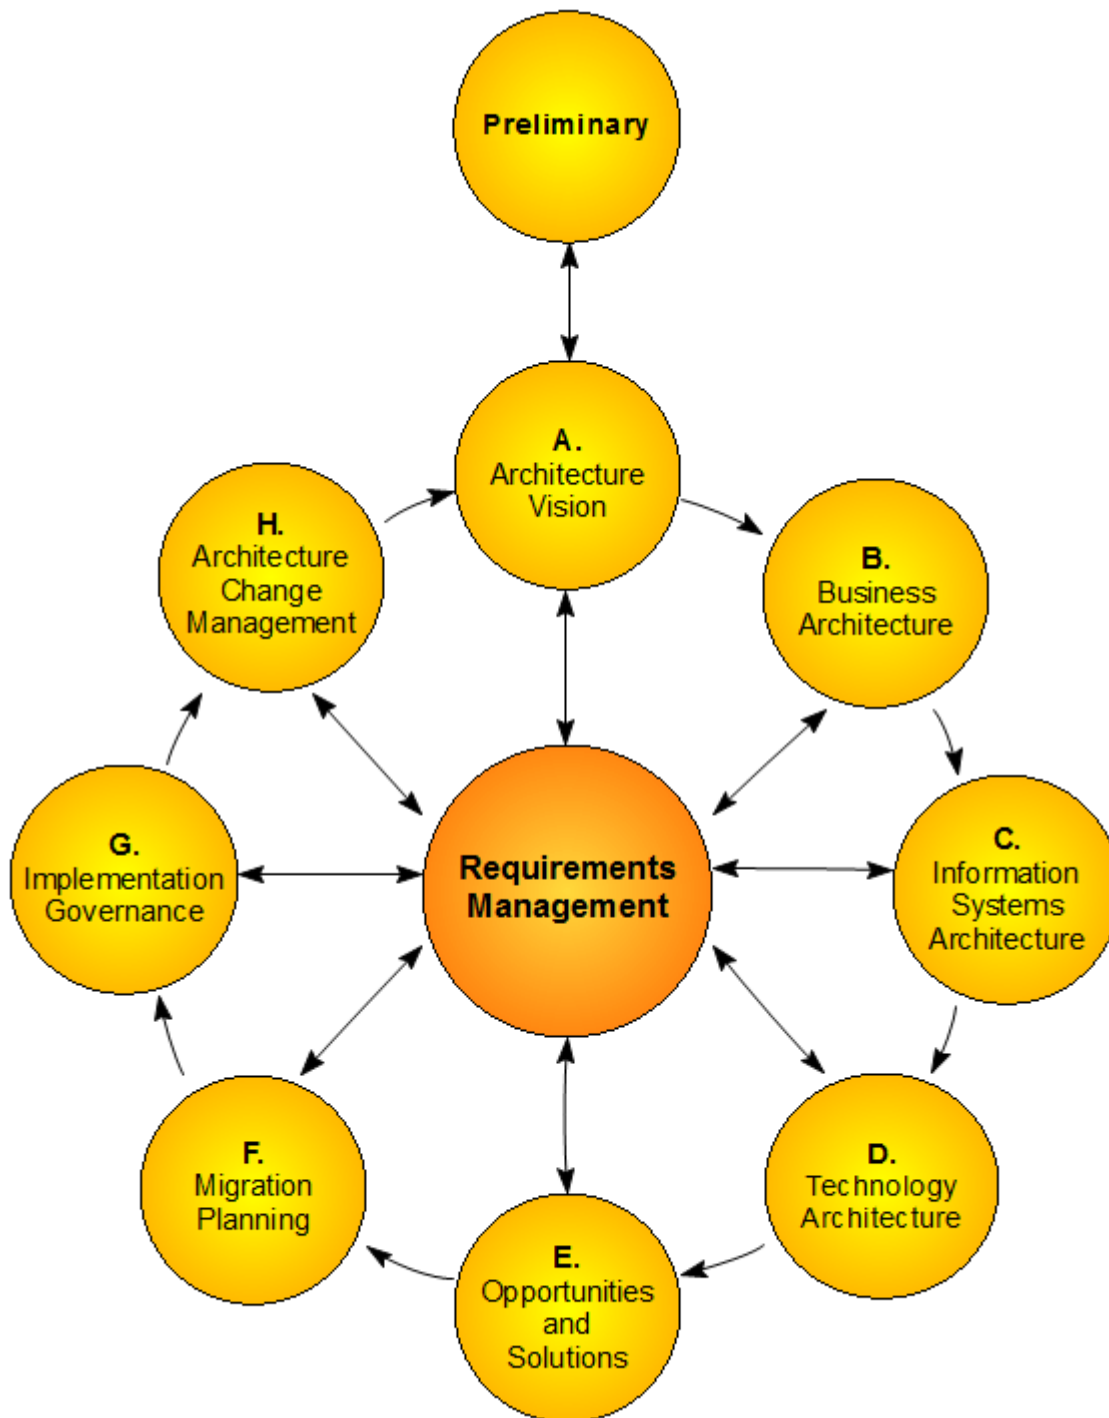 Preliminary
A.
Architecture
Vision
B.
Business
Architecture
C.
Information
Systems
Architecture
D.
Technology
Architecture
E.
Opportunities
and
Solutions
F.
Migration
Planning
G.
Implementation
Governance
H.
Architecture
Change
Management
Requirements
Management